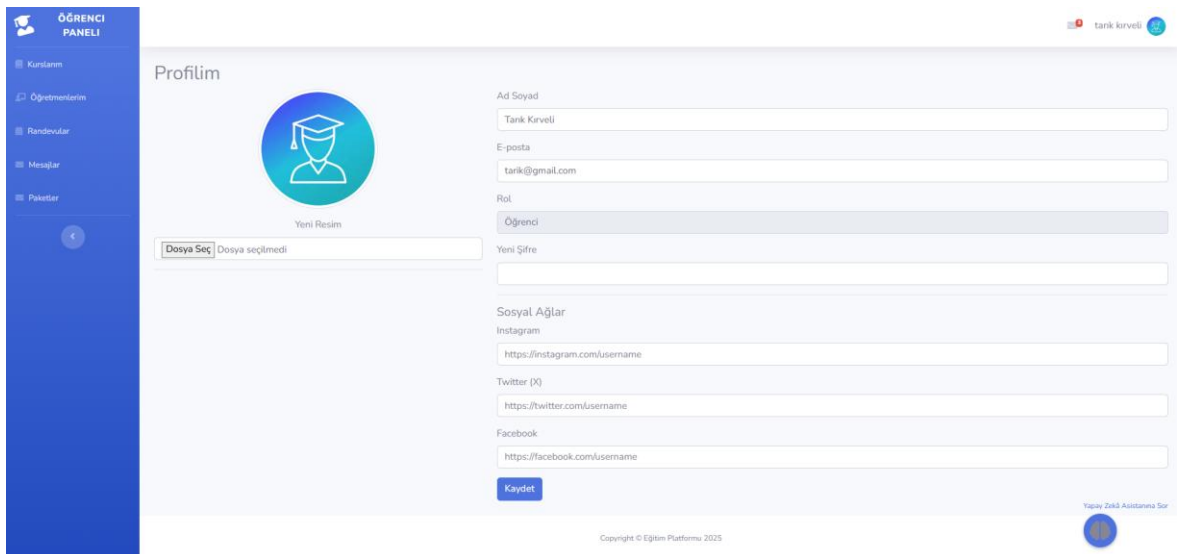 ÖĞRENCI
PANELI
3
tarık kırveli
Kurslarım
Öğretmenlerim
Randevular
Mesajlar
Paketler
Profilim
Yeni Resim
Dosya Seç Dosya seçilmedi
Ad Soyad
Tarık Kırveli
E-posta
tarik@gmail.com
Rol
Öğrenci
Yeni Şifre
Sosyal Ağlar
Instagram
https://instagram.com/username
Twitter (X)
https://twitter.com/username
Facebook
https://facebook.com/username
Kaydet
Yapay Zekâ Asistanına Sor
Copyright © Eğitim Platformu 2025